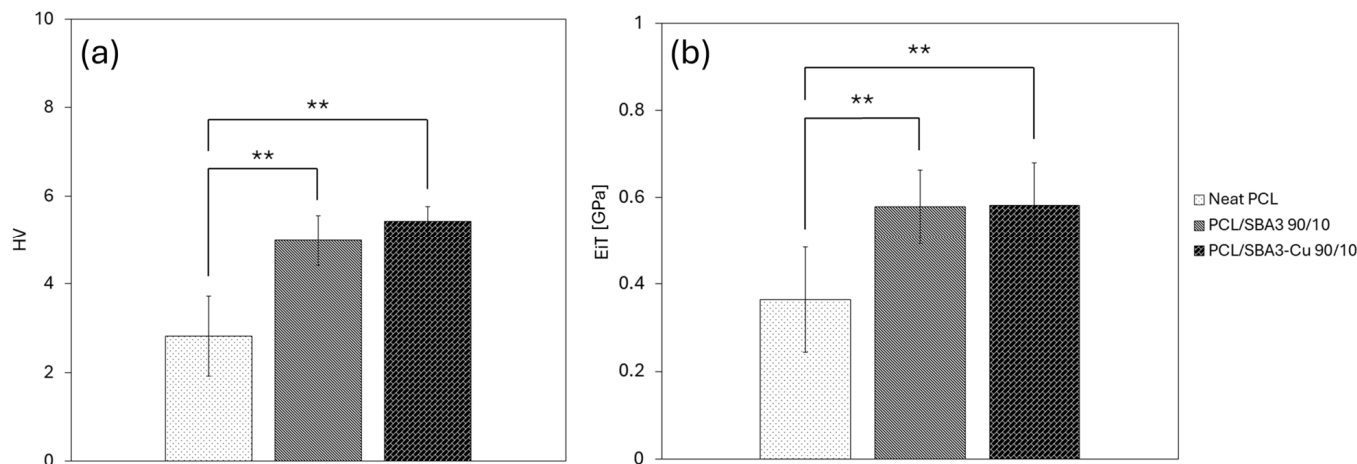 (a)
HV
10
8
6
4
2
0
**
**
(b)
EiT [GPa]
1
0.8
0.6
0.4
0.2
0
**
**
Neat PCL
PCL/SBA3 90/10
PCL/SBA3-Cu 90/10